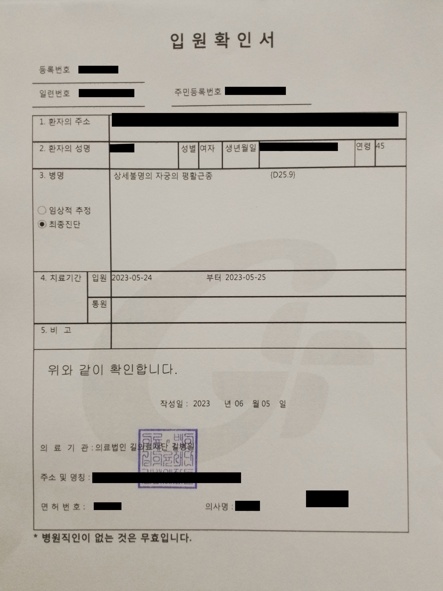 입원확인서
등록번호
일련번호 주민등록번호
1. 환자의 주소
2. 환자의 성명 성별 여자 생년월일 연령 45
3. 병명 상세불명의 자궁의 평활근종 (D25.9)
임상적 추정
최종진단
4. 치료기간 입원 2023-05-24 부터 2023-05-25
통원
5. 비 고
위와 같이 확인합니다.
작성일 : 2023 년 06 월 05 일
의 료 기 관 : 의료법인 길의료재단 길병원
주소 및 명칭 :
면 허 번 호 : 의사명 :
* 병원직인이 없는 것은 무효입니다.